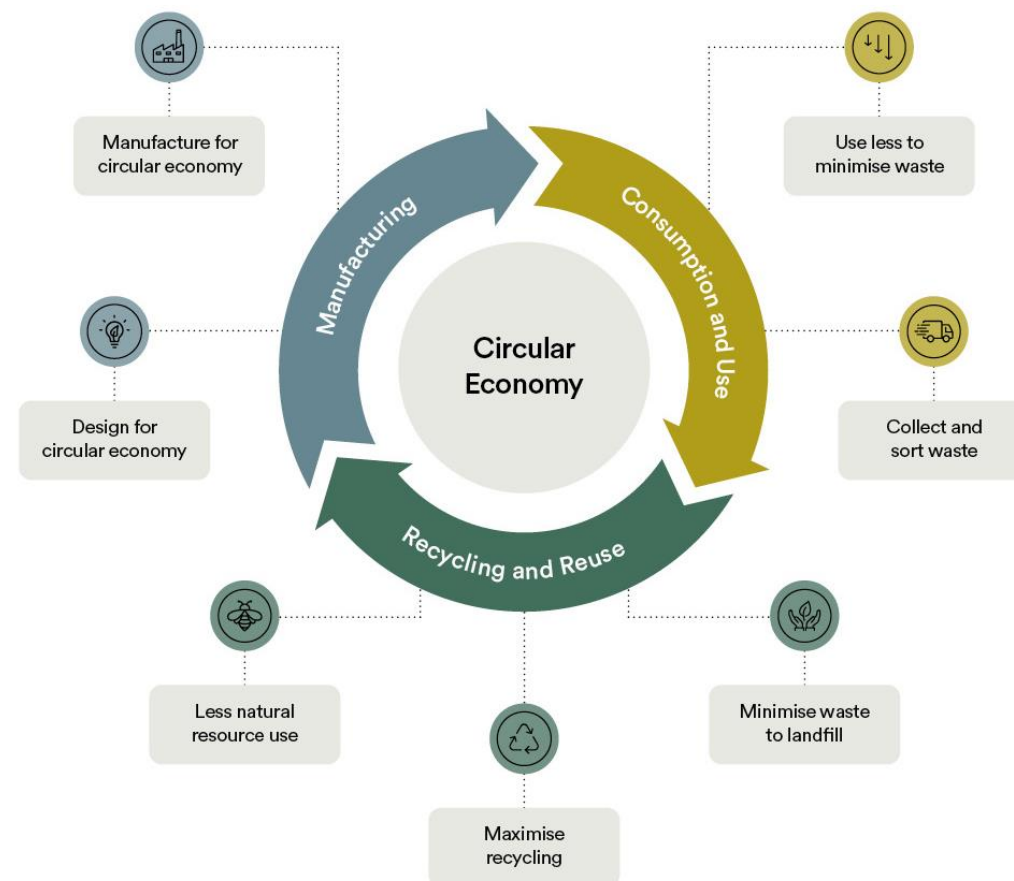 Manufacture for
circular economy
Use less to
minimise waste
Manufacturing
Consumption and Use
Circular
Economy
Design for
circular economy
Collect and
sort waste
Recycling and Reuse
Less natural
resource use
Minimise waste
to landfill
Maximise
recycling